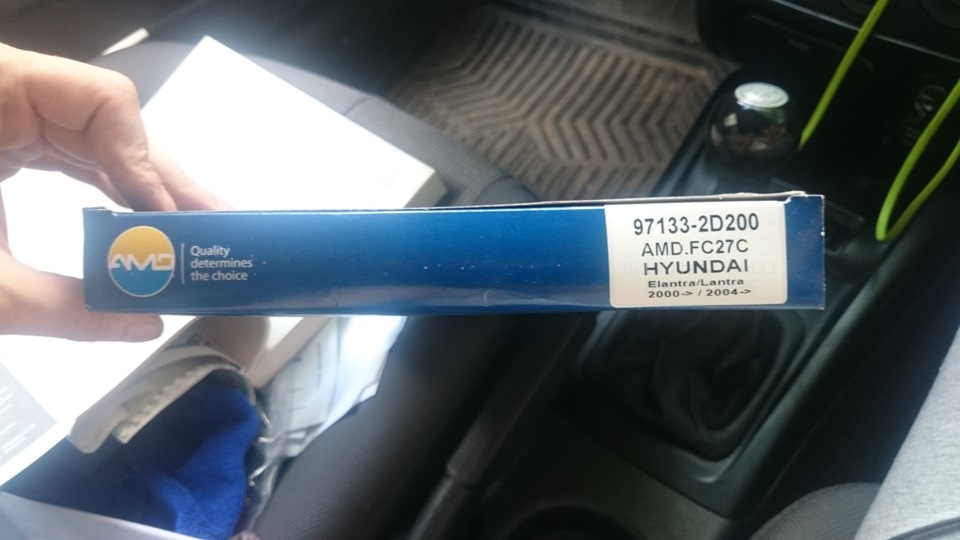 AMD
Quality
determines
the choice
97133-2D200
AMD.FC27C
HYUNDAI
Elantra/Lantra
2000-> / 2004->